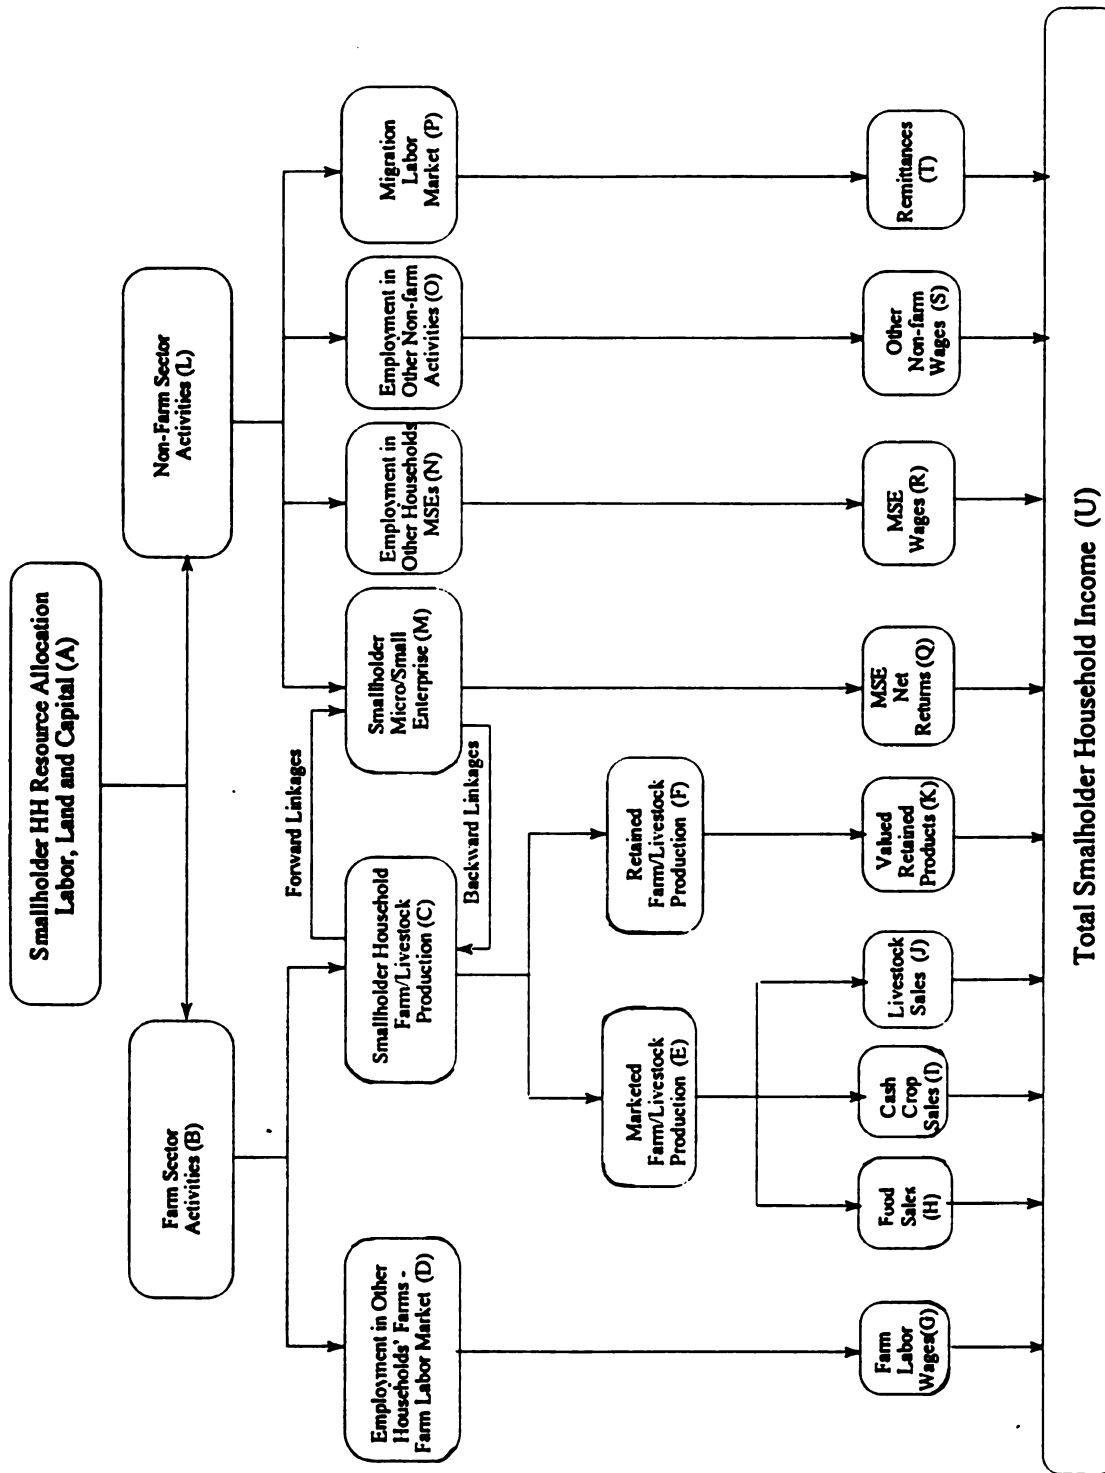 Smallholder HH Resource Allocation
Labor, Land and Capital (A)
Farm Sector
Activities (B)
Non-Farm Sector
Activities (L)
Employment in Other
Households' Farms -
Farm Labor Market (D)
Smallholder Household
Farm/Livestock
Production (C)
Forward Linkages
Backward Linkages
Smallholder
Micro/Small
Enterprise (M)
Employment in
Other Households
MSEs (N)
Employment in
Other Non-farm
Activities (O)
Migration
Labor
Market (P)
Marketed
Farm/Livestock
Production (E)
Retained
Farm/Livestock
Production (F)
Farm
Labor
Wages(G)
Food
Sales
(H)
Cash
Crop
Sales (I)
Livestock
Sales (J)
Valued
Retained
Products (K)
MSE
Net
Returns (Q)
MSE
Wages (R)
Other
Non-farm
Wages (S)
Remittances
(T)
Total Smalholder Household Income (U)